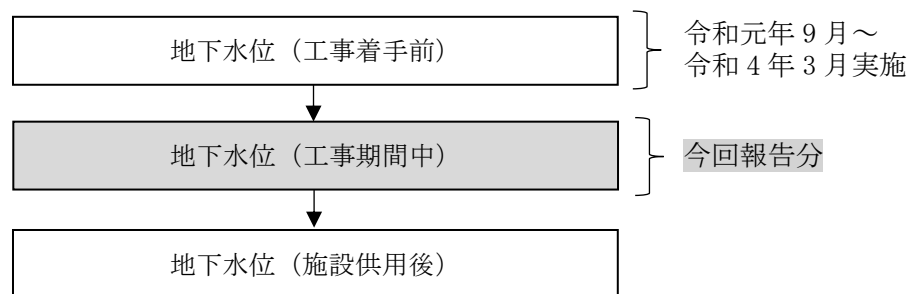 地下水位（工事着手前）
令和元年9月～
令和4年3月実施
地下水位（工事期間中）
今回報告分
地下水位（施設供用後）